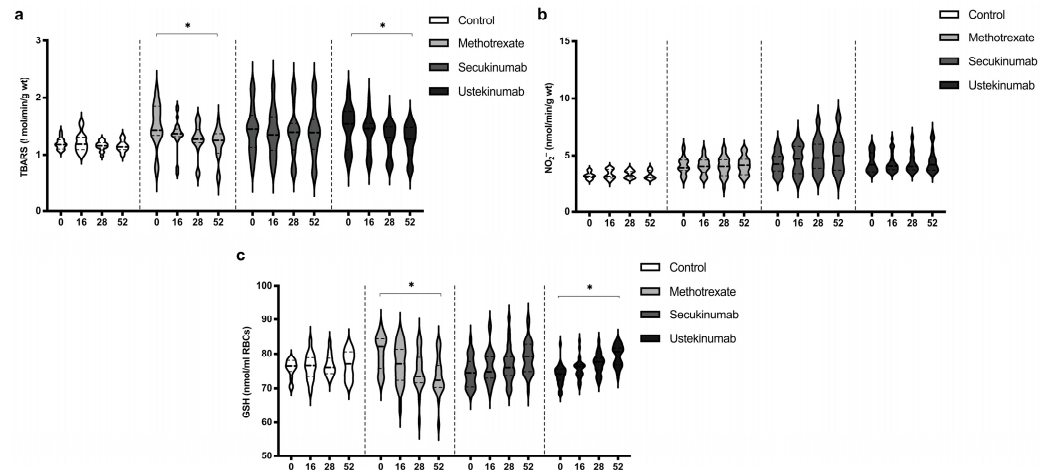 a
*
*
Control
Methotrexate
Secukinumab
Ustekinumab
3
2
1
0
0 16 28 52 0 16 28 52 0 16 28 52 0 16 28 52
b
Control
Methotrexate
Secukinumab
Ustekinumab
NO₂⁻ (nmol/min/g wt)
15
10
5
0
0 16 28 52 0 16 28 52 0 16 28 52 0 16 28 52
c
*
*
Control
Methotrexate
Secukinumab
Ustekinumab
GSH (nmol/ml RBCs)
100
90
80
70
60
50
0 16 28 52 0 16 28 52 0 16 28 52 0 16 28 52